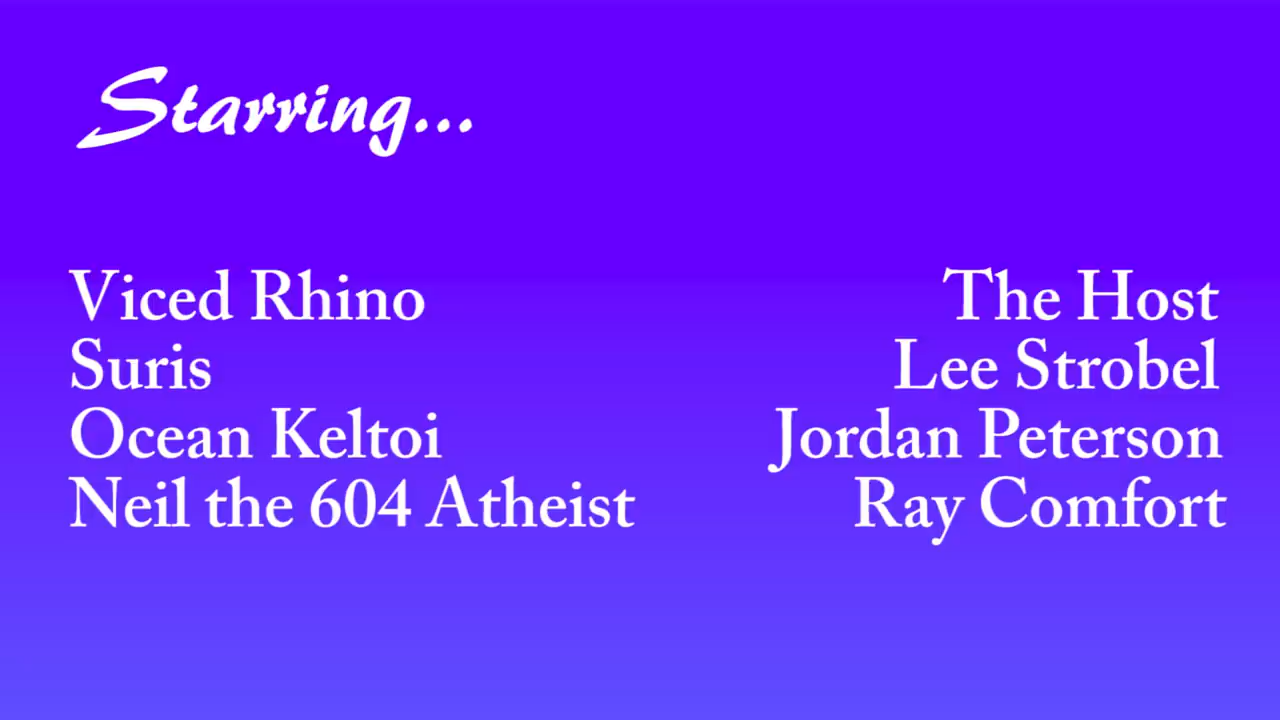 Starring...
Viced Rhino The Host
Suris Lee Strobel
Ocean Keltoi Jordan Peterson
Neil the 604 Atheist Ray Comfort